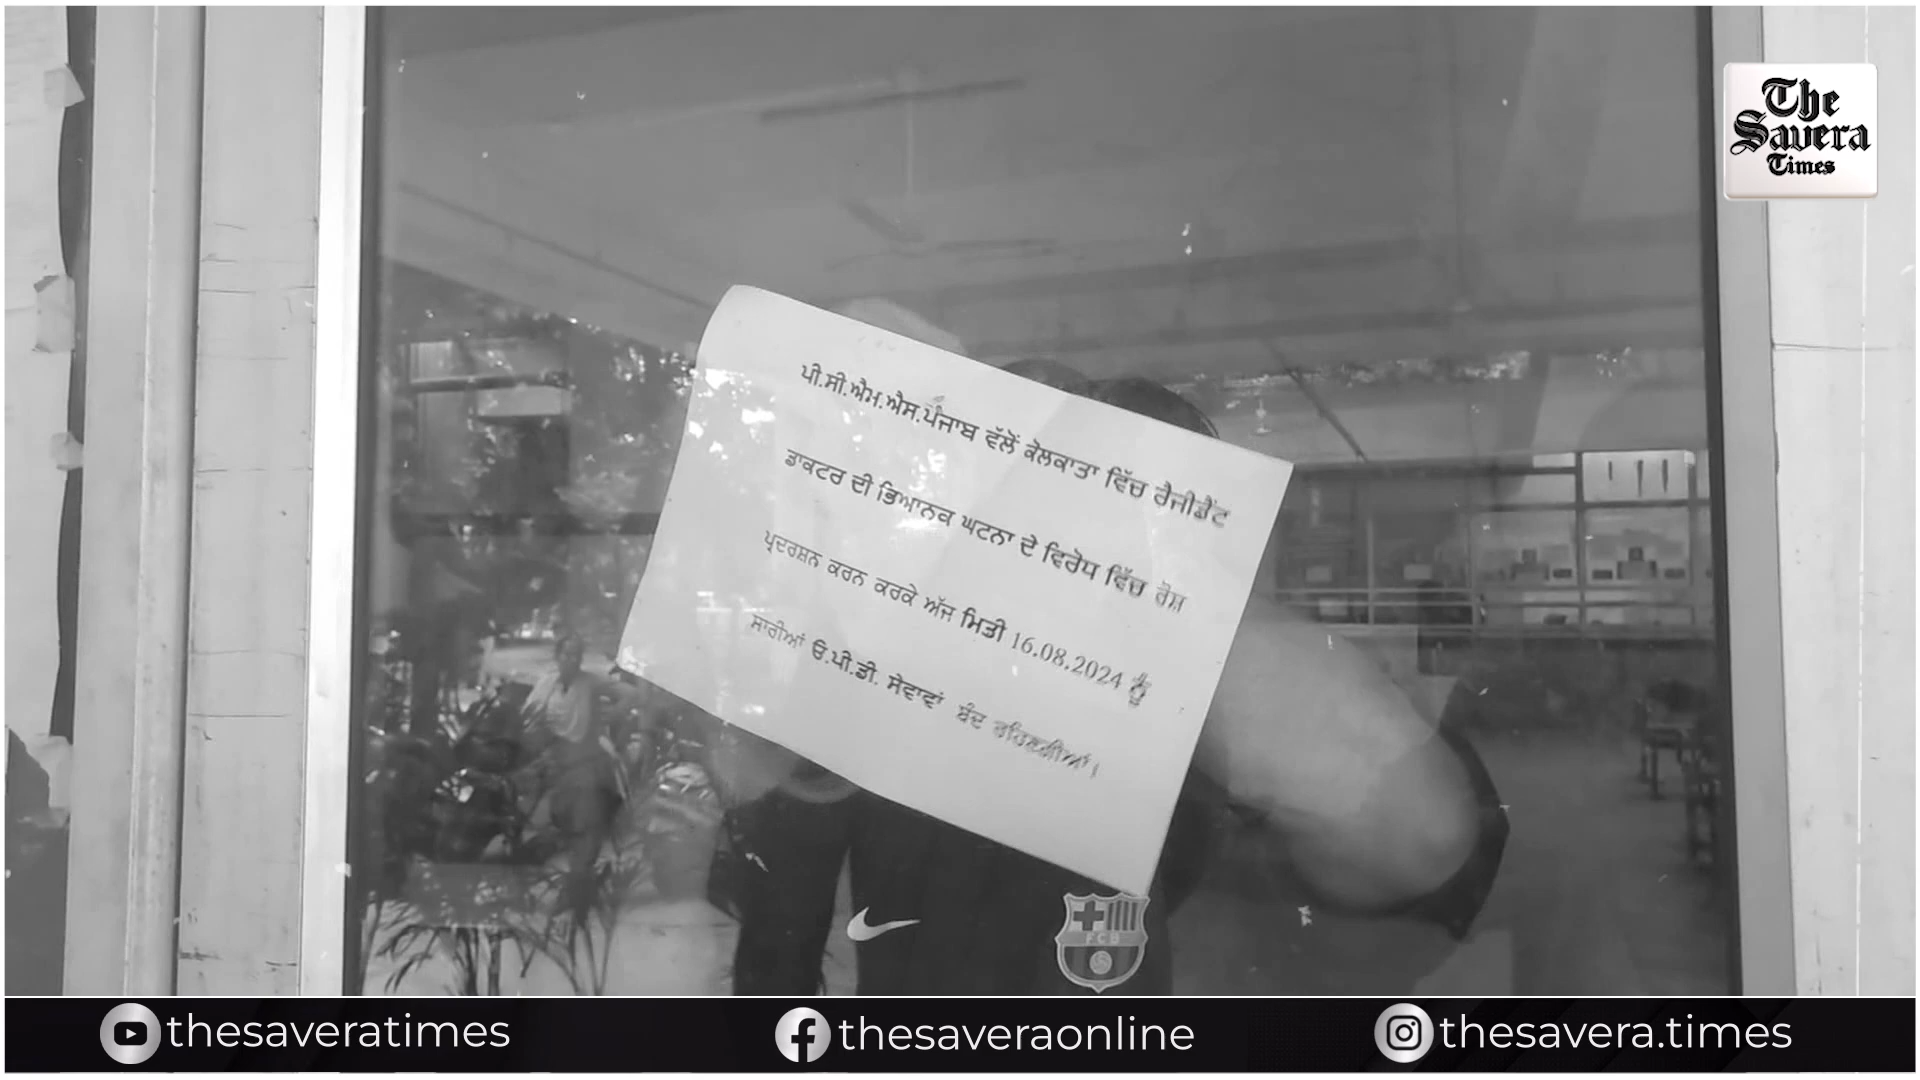 The
Savera
Times
ਪੀ.ਸੀ.ਐਮ.ਐਸ.ਪੰਜਾਬ ਵੱਲੋਂ ਕੋਲਕਾਤਾ ਵਿੱਚ ਰੈਜੀਡੈਂਟ
ਡਾਕਟਰ ਦੀ ਭਿਆਨਕ ਘਟਨਾ ਦੇ ਵਿਰੋਧ ਵਿੱਚ ਰੋਸ਼
ਪ੍ਰਦਰਸ਼ਨ ਕਰਨ ਕਰਕੇ ਅੱਜ ਮਿਤੀ 16.08.2024 ਨੂੰ
ਸਾਰੀਆਂ ਓ.ਪੀ.ਡੀ. ਸੇਵਾਵਾਂ ਬੰਦ ਰਹਿਣਗੀਆਂ।
FCB
thesaveratimes
thesaveraonline
thesavera.times